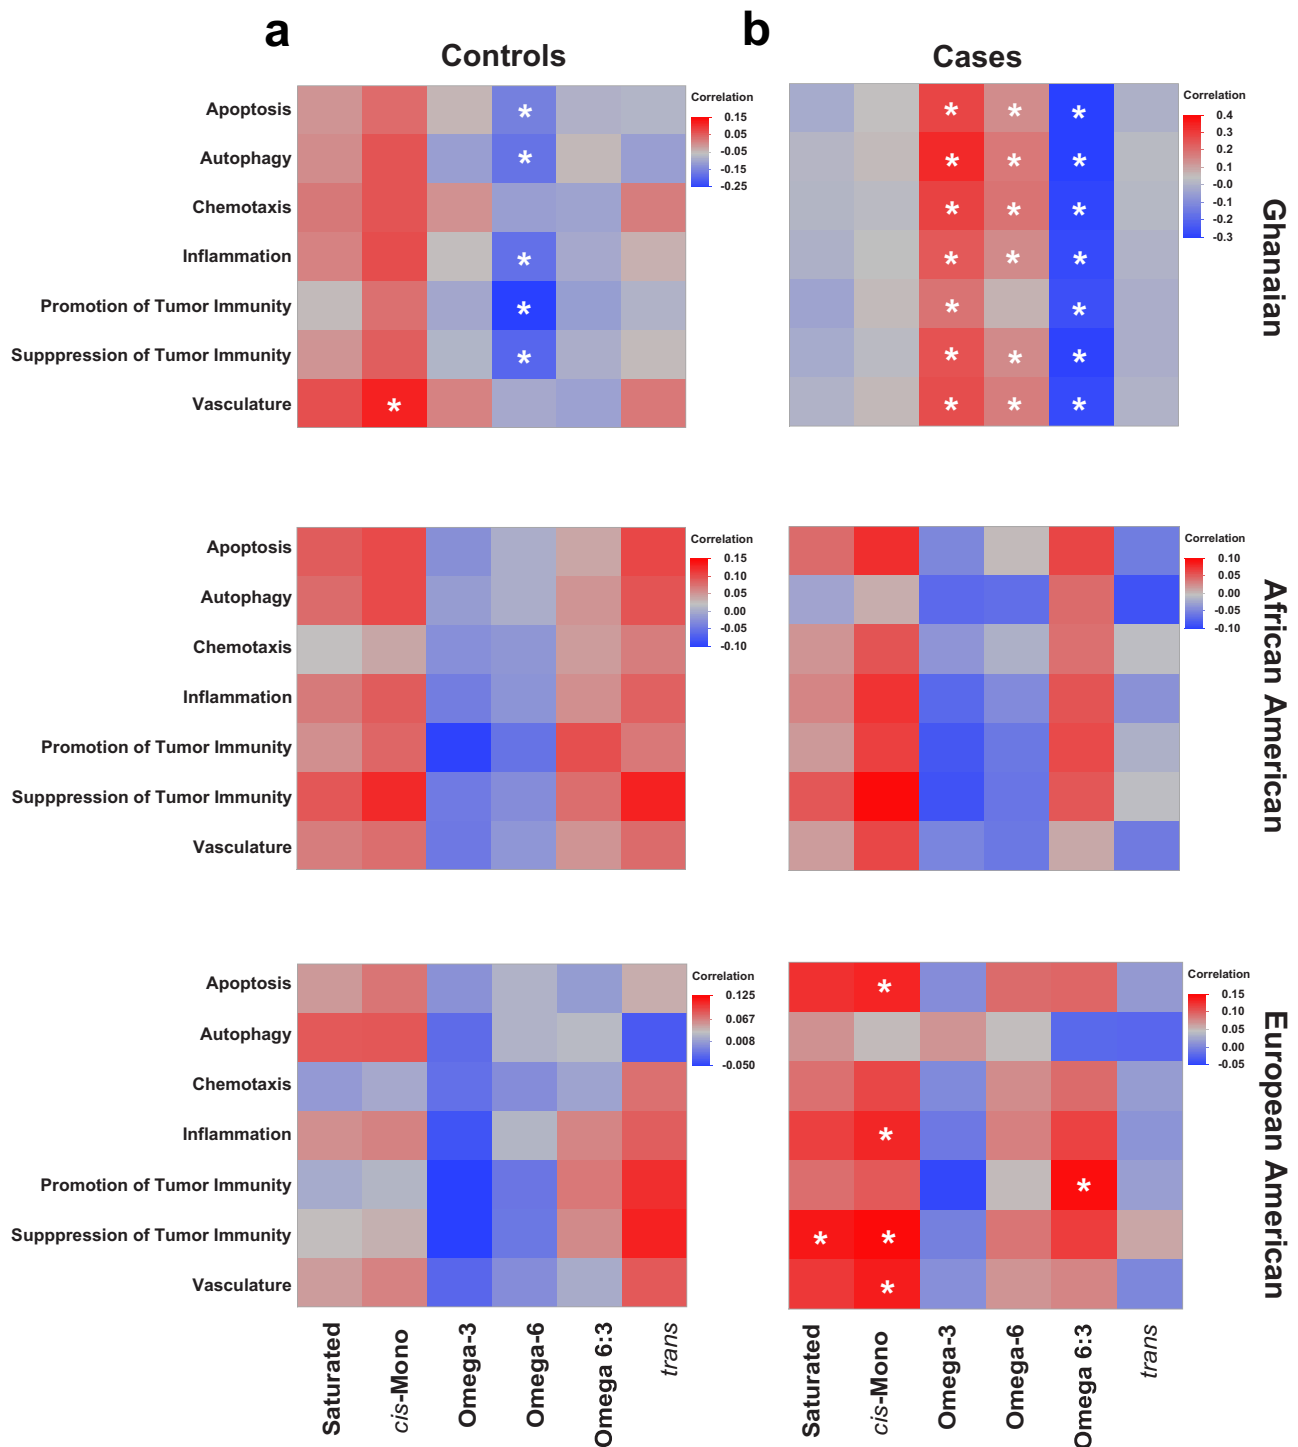 a
b
Controls
Cases
Apoptosis
Autophagy
Chemotaxis
Inflammation
Promotion of Tumor Immunity
Supppression of Tumor Immunity
Vasculature
*
*
*
*
*
*
Correlation
0.15
0.05
-0.05
-0.15
-0.25
* * *
* * *
* * *
* * *
* *
* * *
* * *
Correlation
0.4
0.3
0.2
0.1
-0.0
-0.1
-0.2
-0.3
Ghanaian
Apoptosis
Autophagy
Chemotaxis
Inflammation
Promotion of Tumor Immunity
Supppression of Tumor Immunity
Vasculature
Correlation
0.15
0.10
0.05
0.00
-0.05
-0.10
Correlation
0.10
0.05
0.00
-0.05
-0.10
African American
Apoptosis
Autophagy
Chemotaxis
Inflammation
Promotion of Tumor Immunity
Supppression of Tumor Immunity
Vasculature
Correlation
0.125
0.067
0.008
-0.050
*
*
*
* *
*
Correlation
0.15
0.10
0.05
0.00
-0.05
European American
Saturated
cis-Mono
Omega-3
Omega-6
Omega 6:3
trans
Saturated
cis-Mono
Omega-3
Omega-6
Omega 6:3
trans